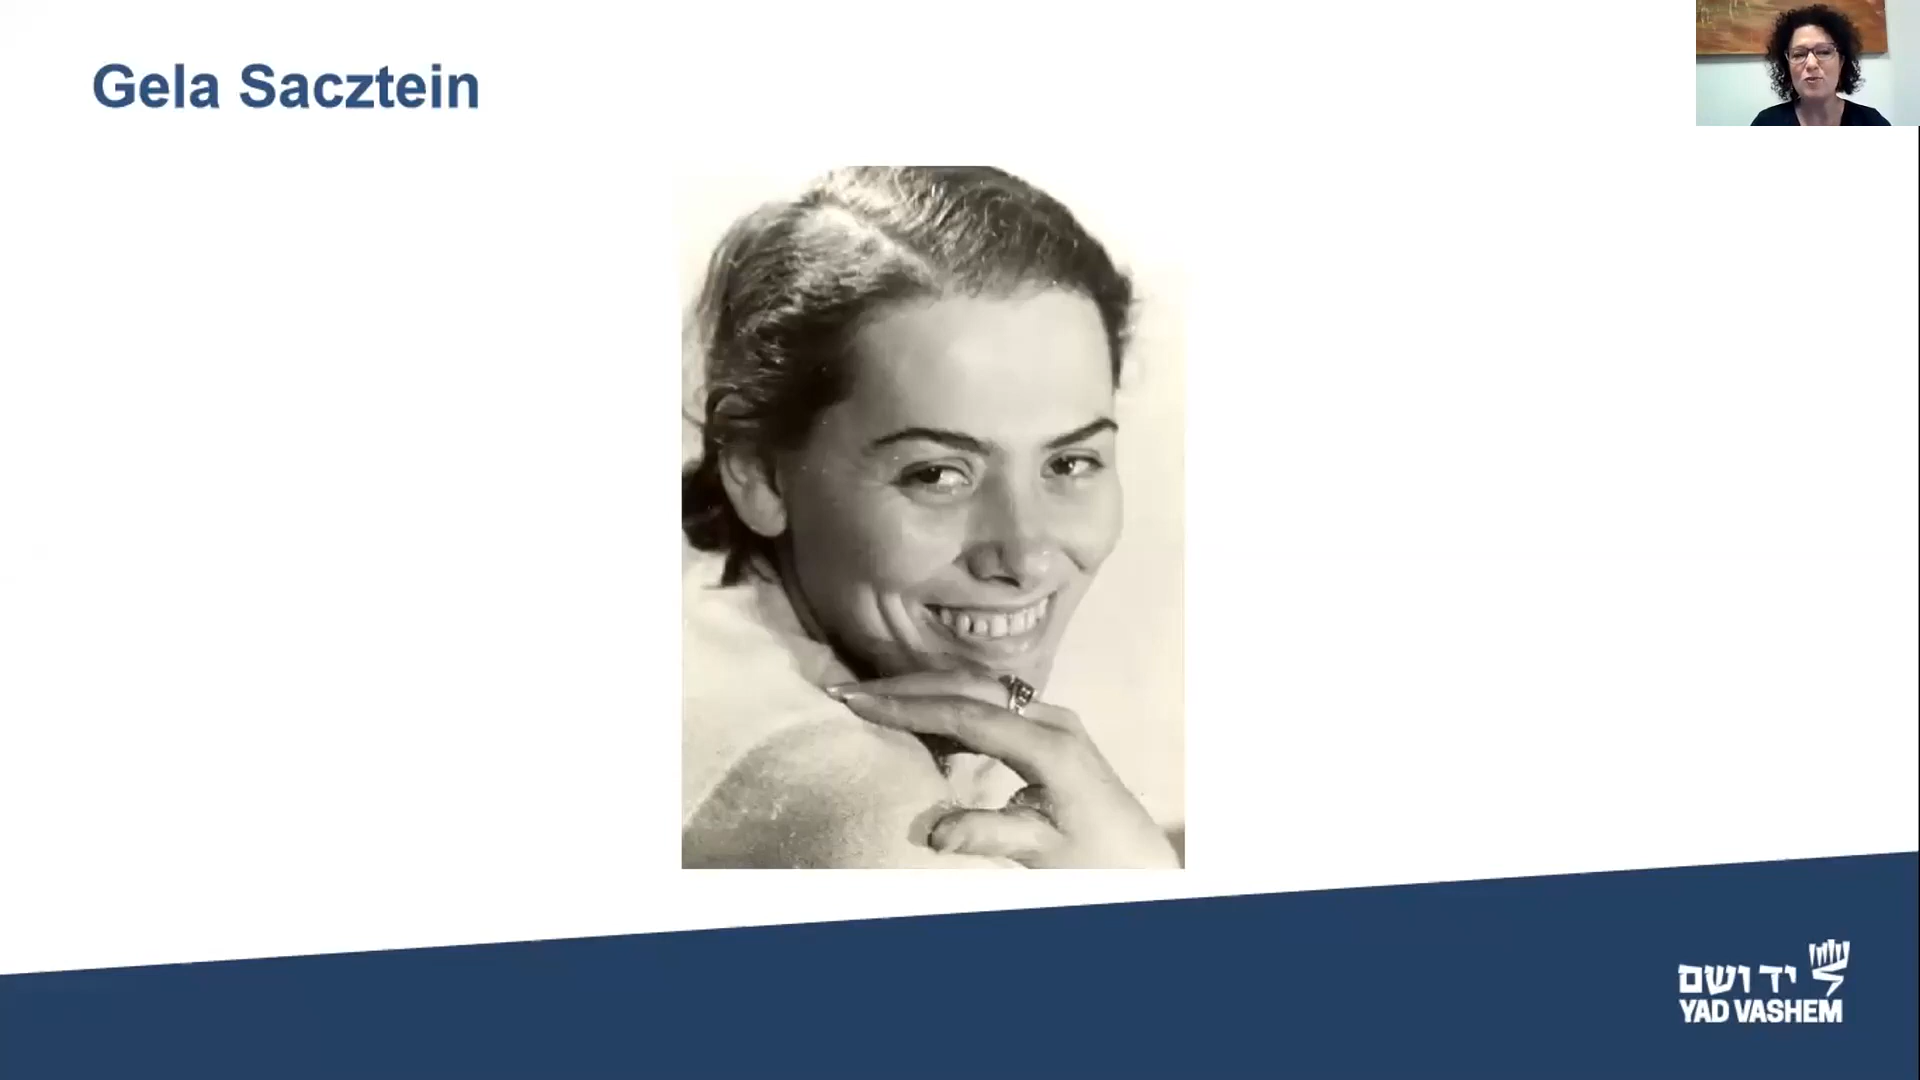 Gela Sacztein
יד ושם
YAD VASHEM